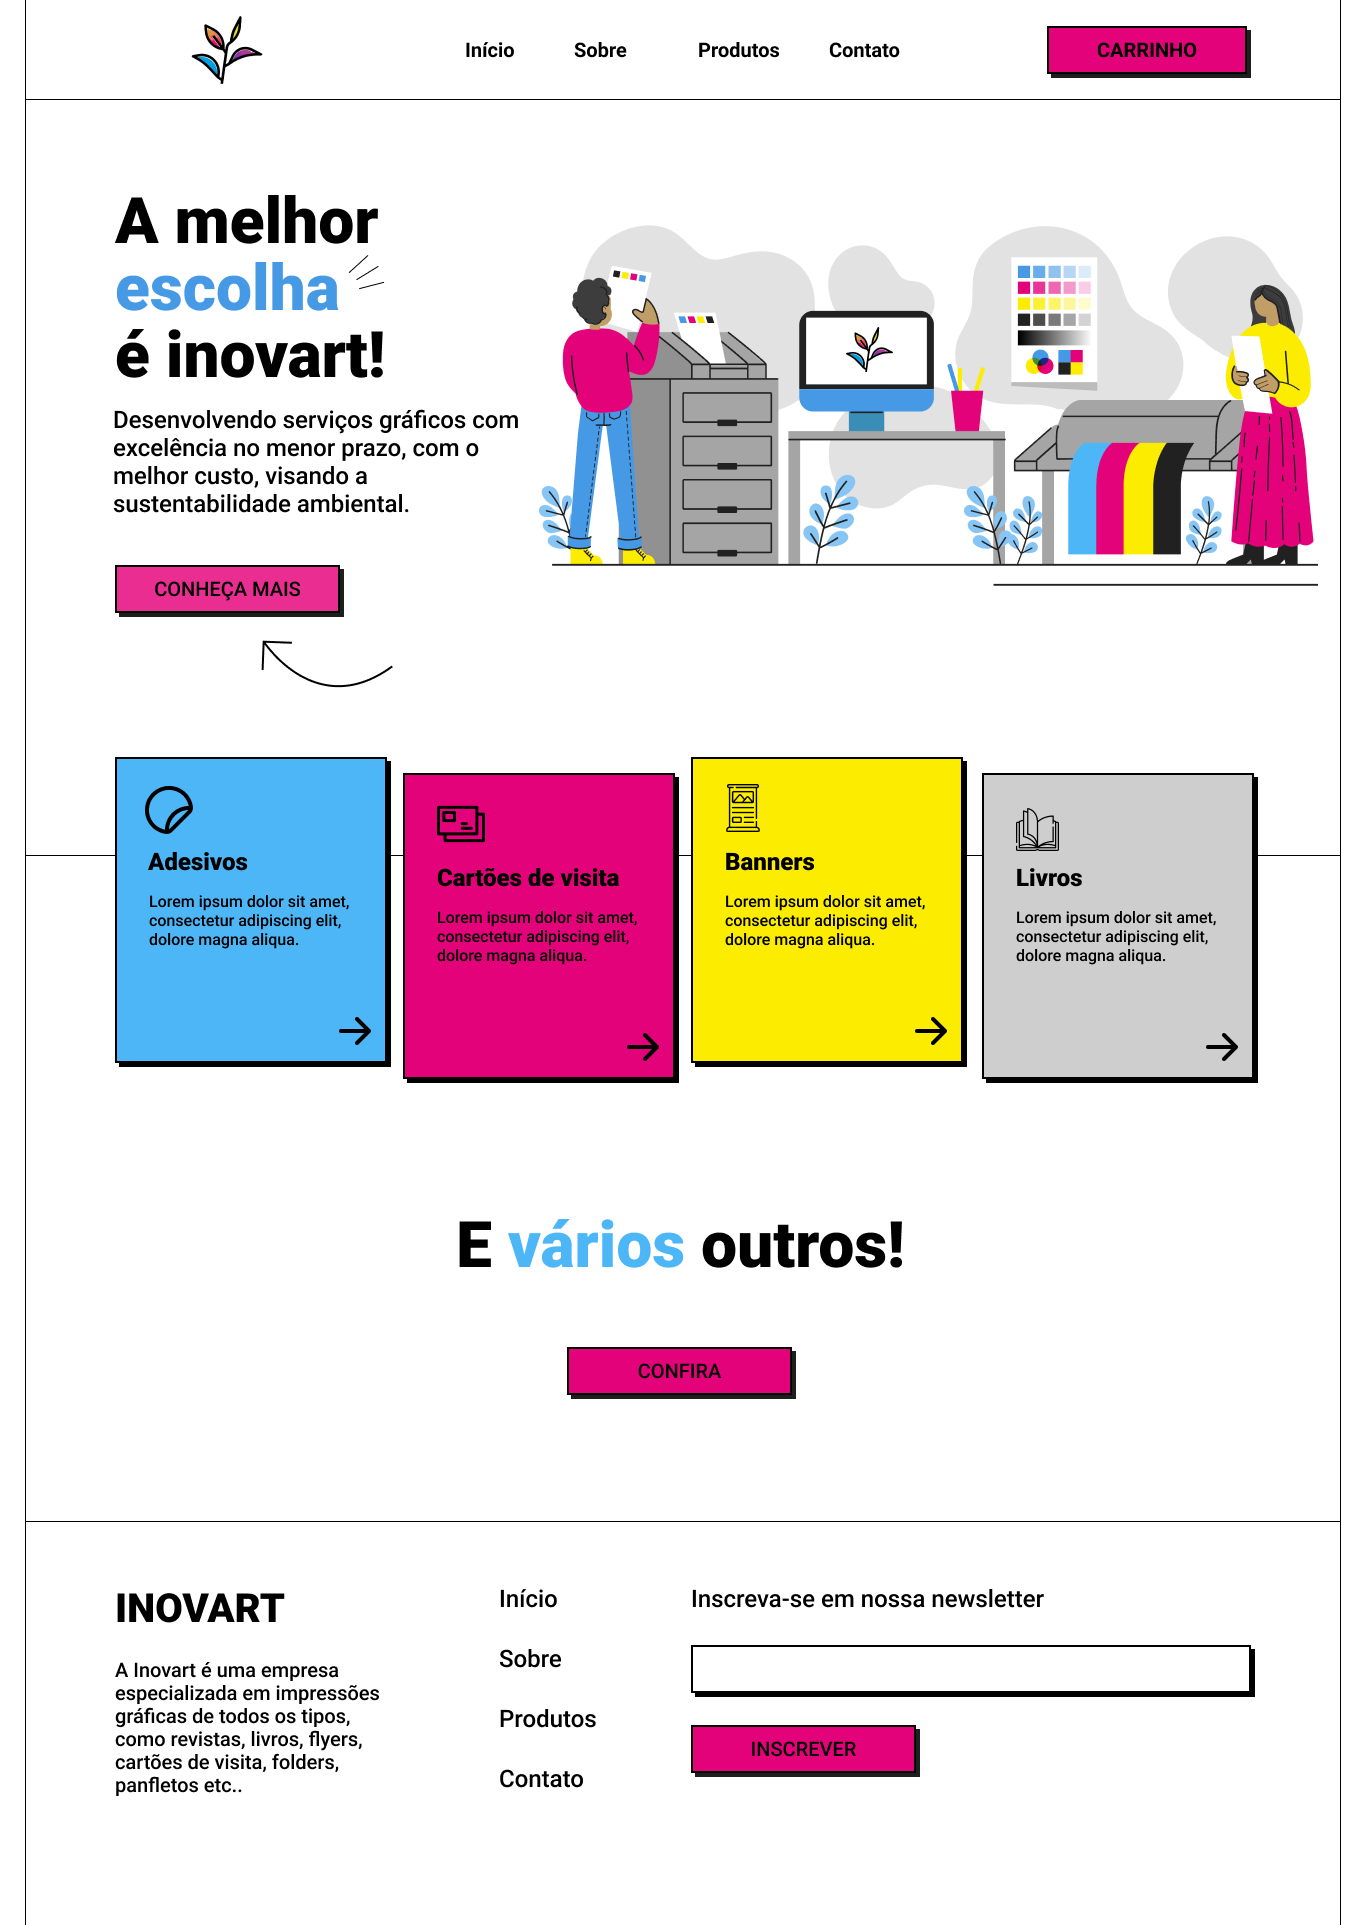 Início Sobre Produtos Contato CARRINHO
A melhor
escolha
é inovart!
Desenvolvendo serviços gráficos com
excelência no menor prazo, com o
melhor custo, visando a
sustentabilidade ambiental.
CONHEÇA MAIS
Adesivos
Lorem ipsum dolor sit amet,
consectetur adipiscing elit,
dolore magna aliqua.
Cartões de visita
Lorem ipsum dolor sit amet,
consectetur adipiscing elit,
dolore magna aliqua.
Banners
Lorem ipsum dolor sit amet,
consectetur adipiscing elit,
dolore magna aliqua.
Livros
Lorem ipsum dolor sit amet,
consectetur adipiscing elit,
dolore magna aliqua.
E vários outros!
CONFIRA
INOVART
A Inovart é uma empresa
especializada em impressões
gráficas de todos os tipos,
como revistas, livros, flyers,
cartões de visita, folders,
panfletos etc..
Início
Sobre
Produtos
Contato
Inscreva-se em nossa newsletter
INSCREVER